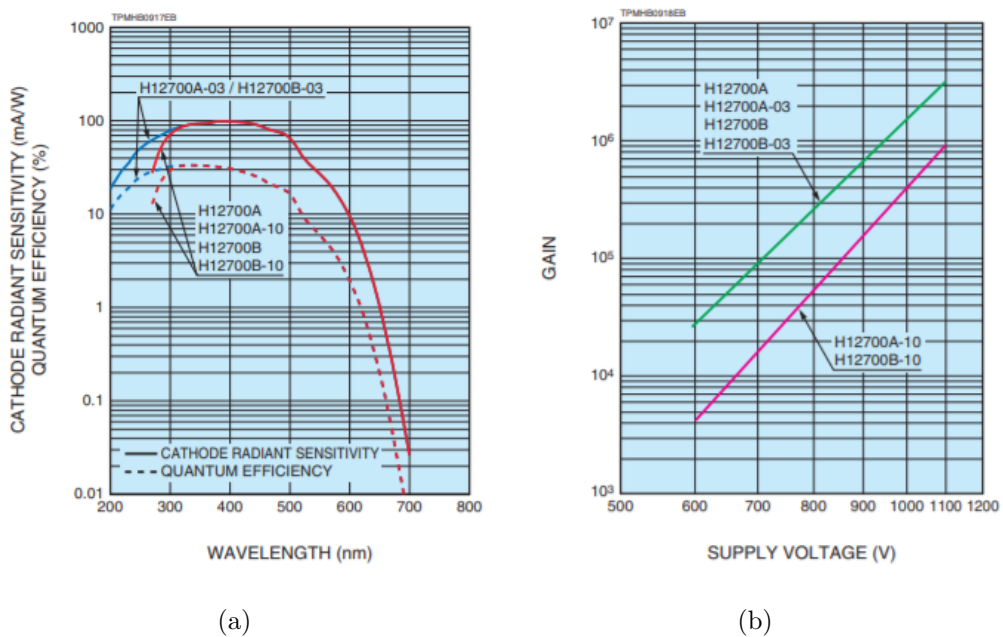 TPMHB0917EB
CATHODE RADIANT SENSITIVITY (mA/W)
QUANTUM EFFICIENCY (%)
1000
100
10
1
0.1
0.01
H12700A-03 / H12700B-03
H12700A
H12700A-10
H12700B
H12700B-10
CATHODE RADIANT SENSITIVITY
QUANTUM EFFICIENCY
200 300 400 500 600 700 800
WAVELENGTH (nm)
(a)
TPMHB0918EB
GAIN
10⁷
10⁶
10⁵
10⁴
10³
H12700A
H12700A-03
H12700B
H12700B-03
H12700A-10
H12700B-10
500 600 700 800 900 1000 1100 1200
SUPPLY VOLTAGE (V)
(b)